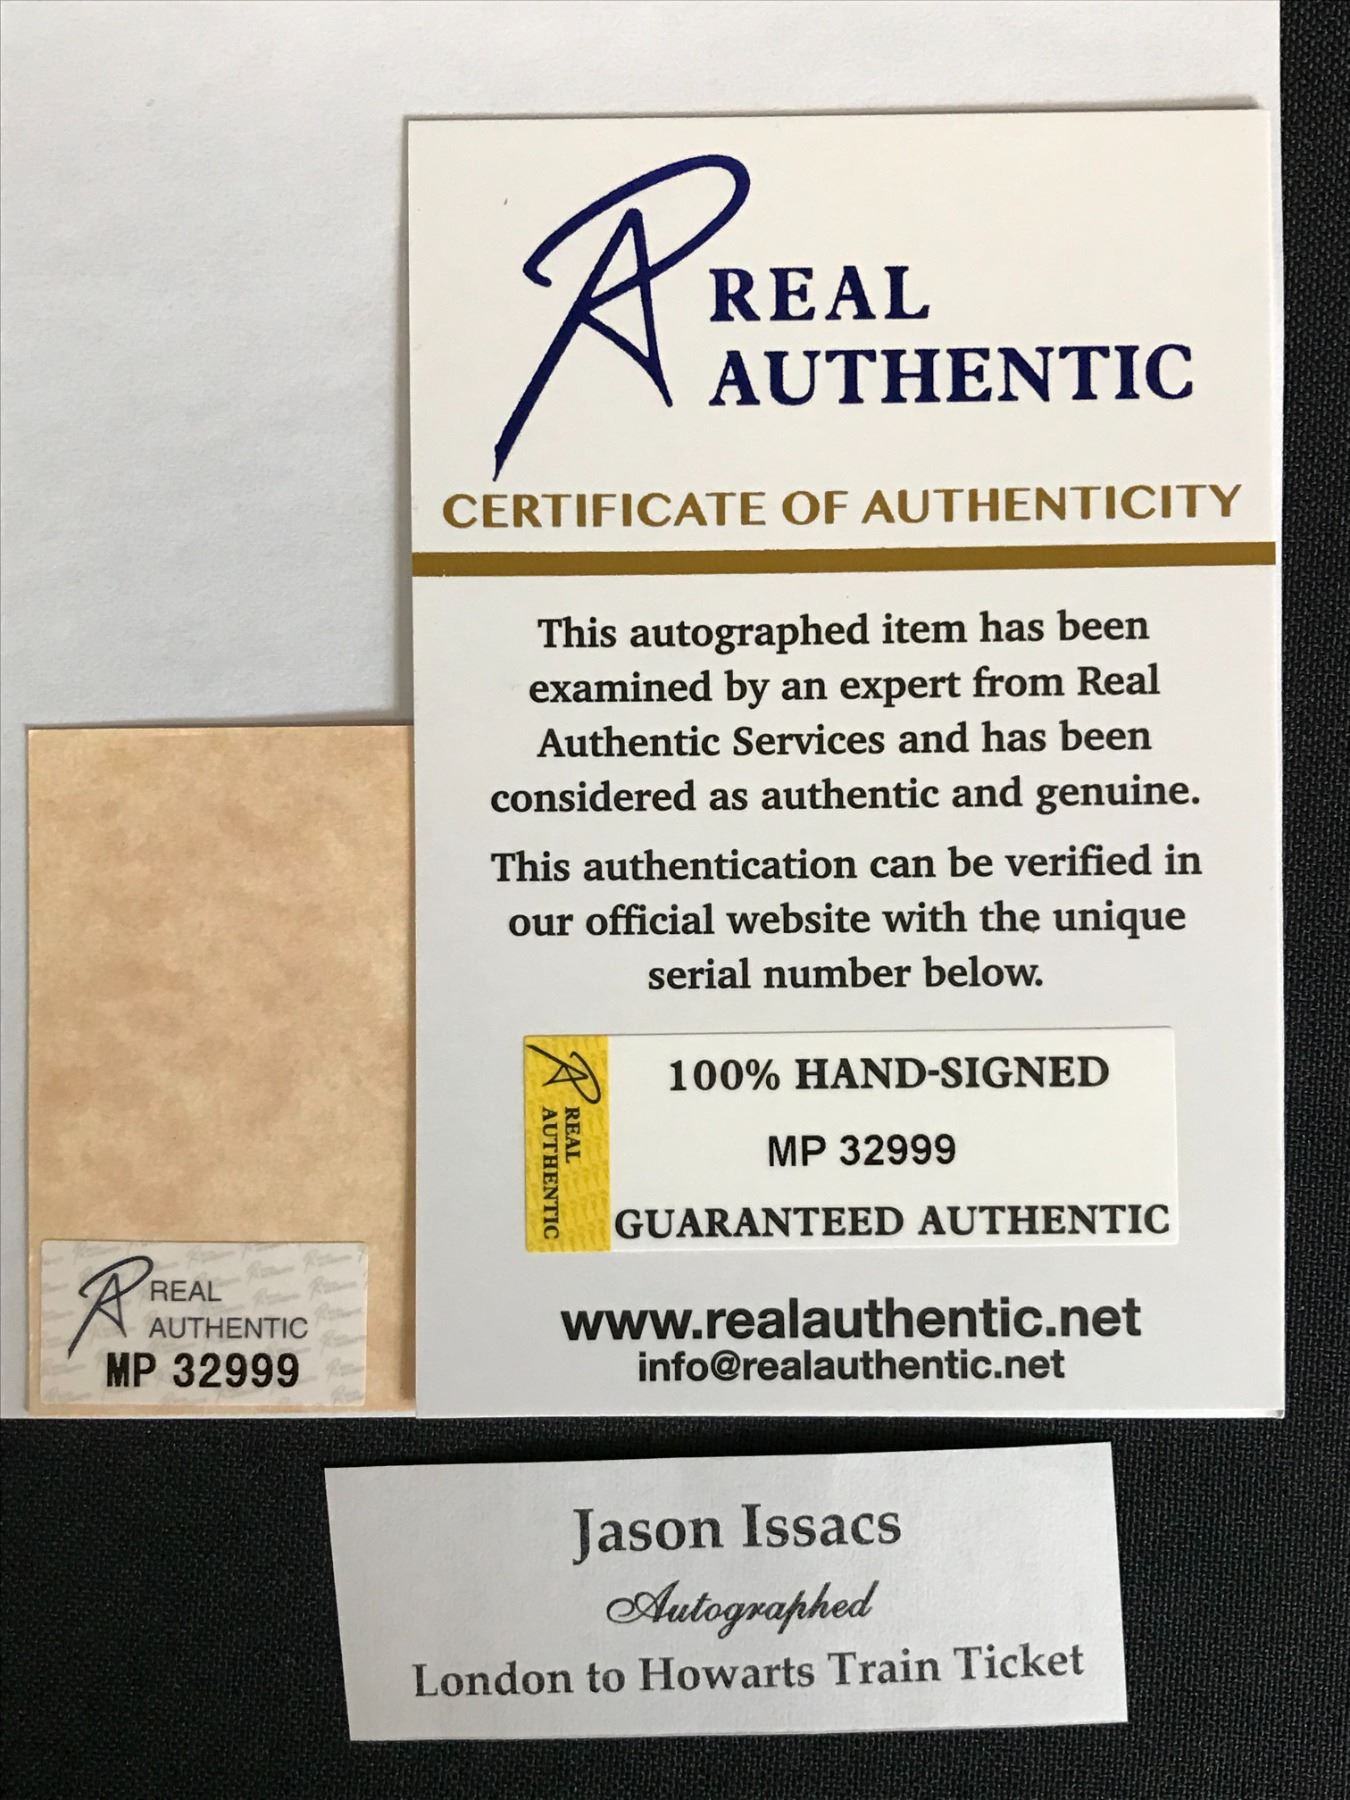 REAL
AUTHENTIC
CERTIFICATE OF AUTHENTICITY
This autographed item has been
examined by an expert from Real
Authentic Services and has been
considered as authentic and genuine.
This authentication can be verified in
our official website with the unique
serial number below.
REAL
AUTHENTIC
100% HAND-SIGNED
MP 32999
GUARANTEED AUTHENTIC
www.realauthentic.net
info@realauthentic.net
REAL
AUTHENTIC
MP 32999
Jason Issacs
Autographed
London to Howarts Train Ticket